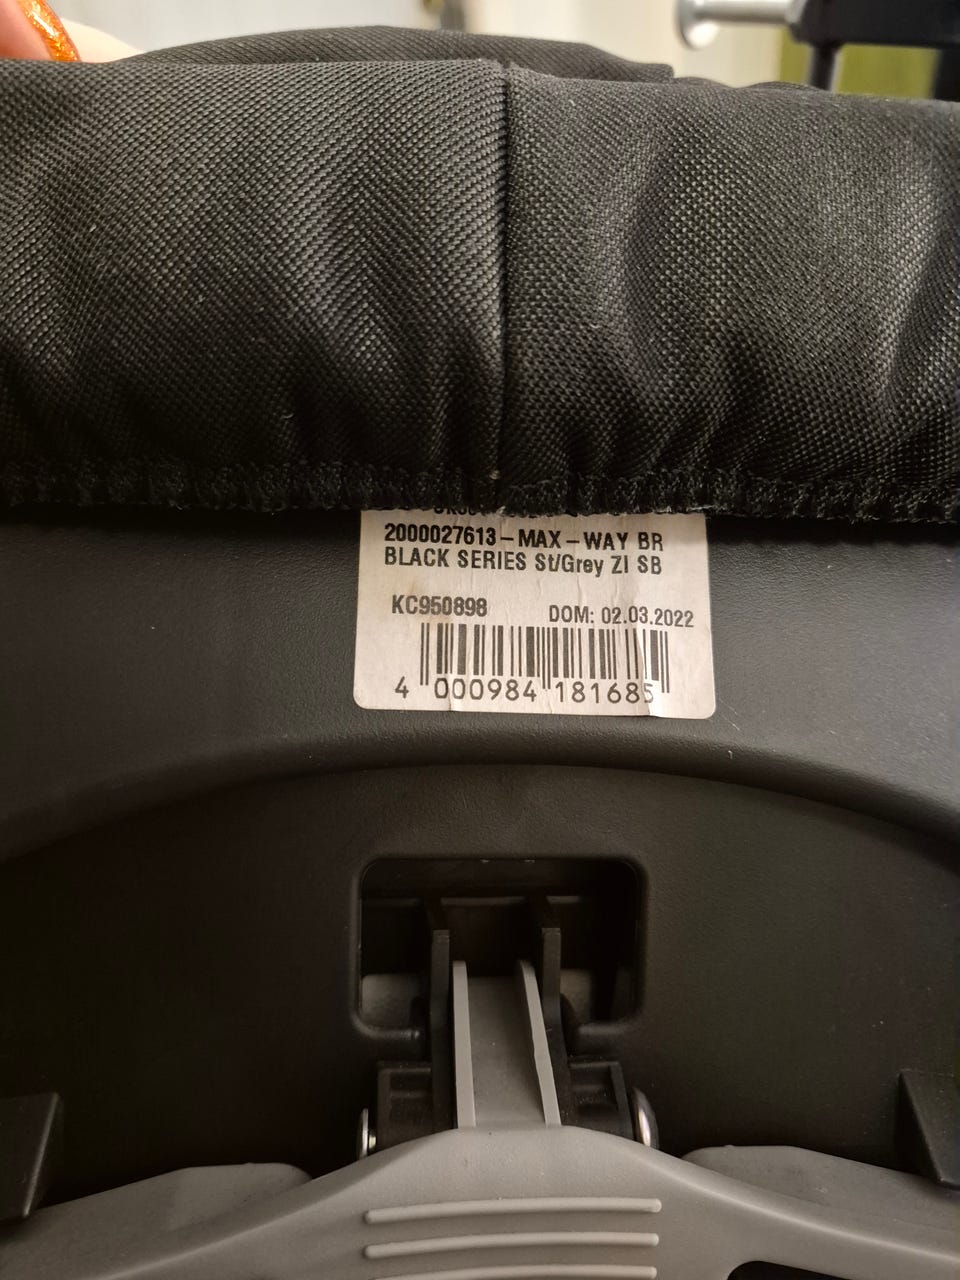 2000027613-MAX-WAY BR
BLACK SERIES St/Grey ZI SB
KC950898 DOM: 02.03.2022
4 000984 181685